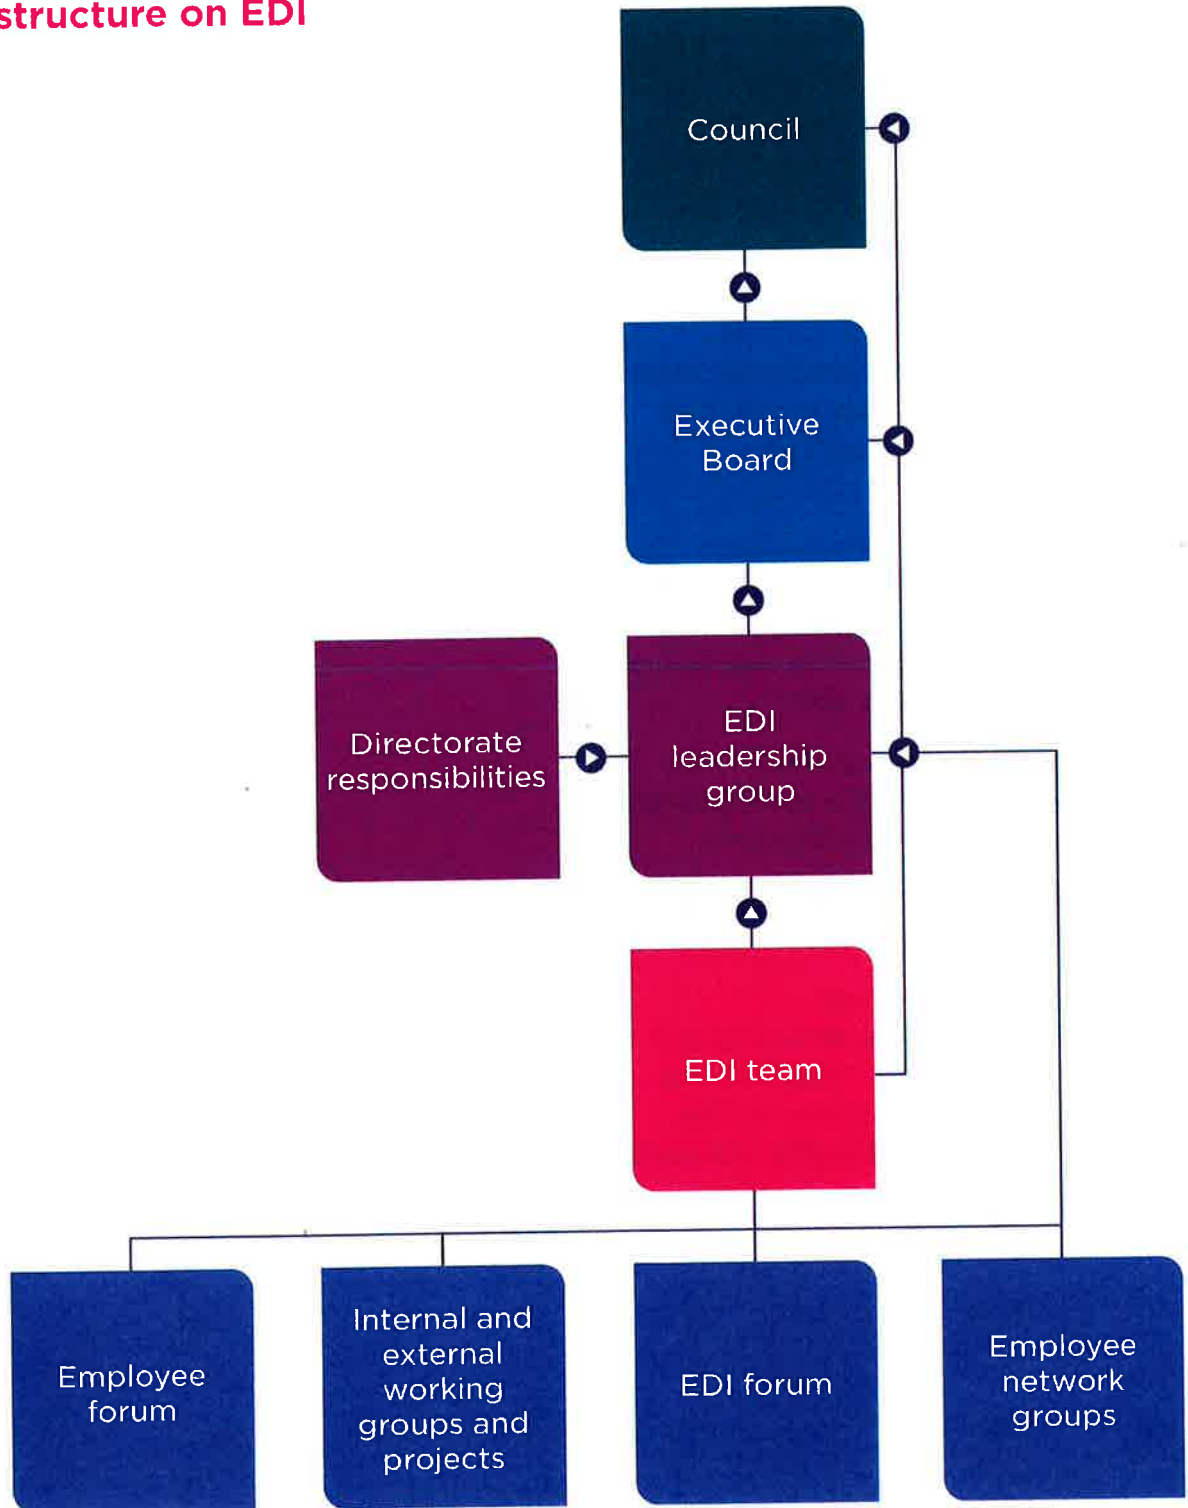 structure on EDI
Council
Executive
Board
Directorate
responsibilities
EDI
leadership
group
EDI team
Employee
forum
Internal and
external
working
groups and
projects
EDI forum
Employee
network
groups